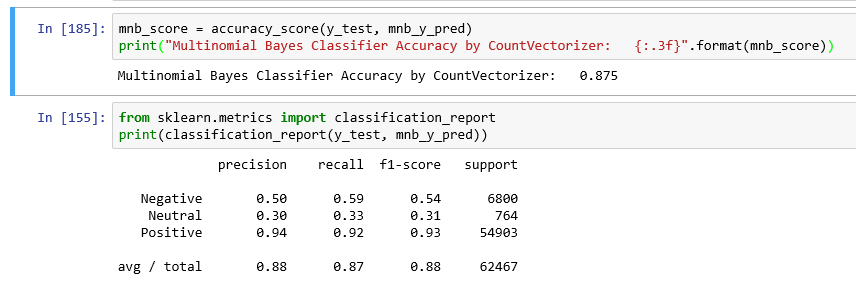 In [185]: mnb_score = accuracy_score(y_test, mnb_y_pred)
print("Multinomial Bayes Classifier Accuracy by CountVectorizer:   {:.3f}".format(mnb_score))
Multinomial Bayes Classifier Accuracy by CountVectorizer:   0.875
In [155]: from sklearn.metrics import classification_report
print(classification_report(y_test, mnb_y_pred))
precision    recall  f1-score   support
Negative       0.50      0.59      0.54      6800
Neutral       0.30      0.33      0.31       764
Positive       0.94      0.92      0.93     54903
avg / total       0.88      0.87      0.88     62467